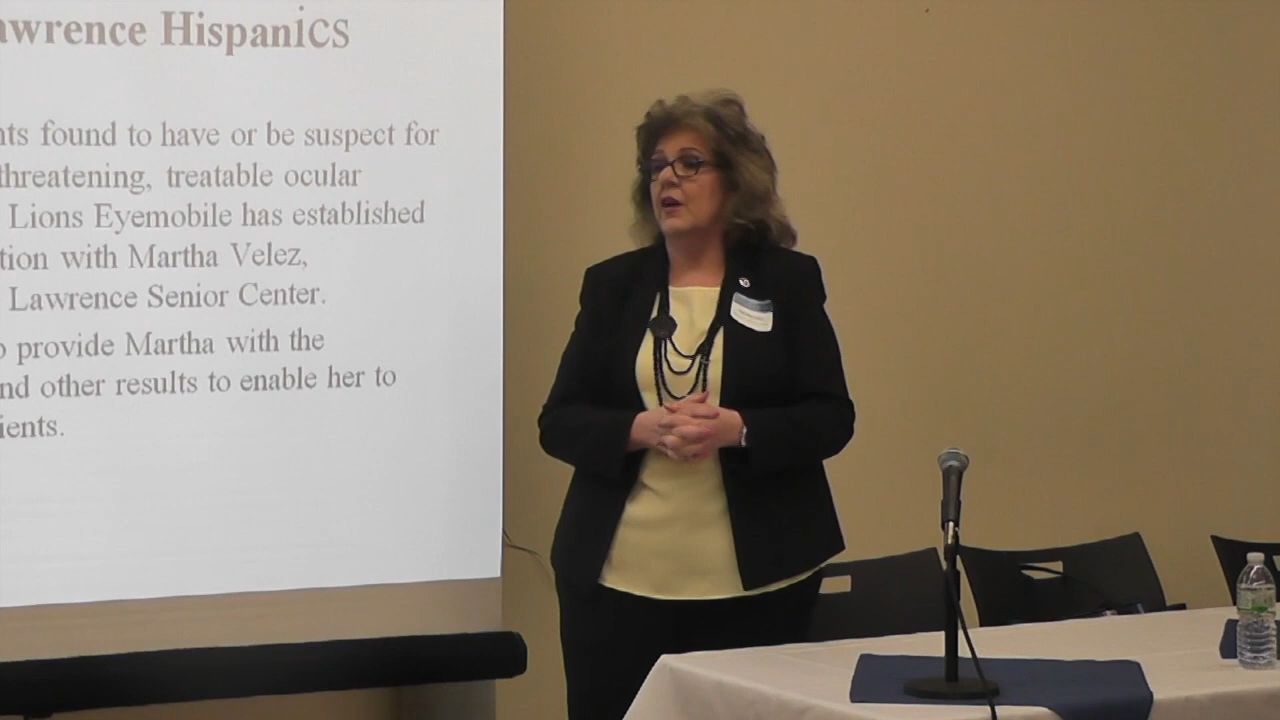 awrence Hispanics
nts found to have or be suspect for
threatening, treatable ocular
Lions Eyemobile has established
tion with Martha Velez,
Lawrence Senior Center.
o provide Martha with the
nd other results to enable her to
ients.